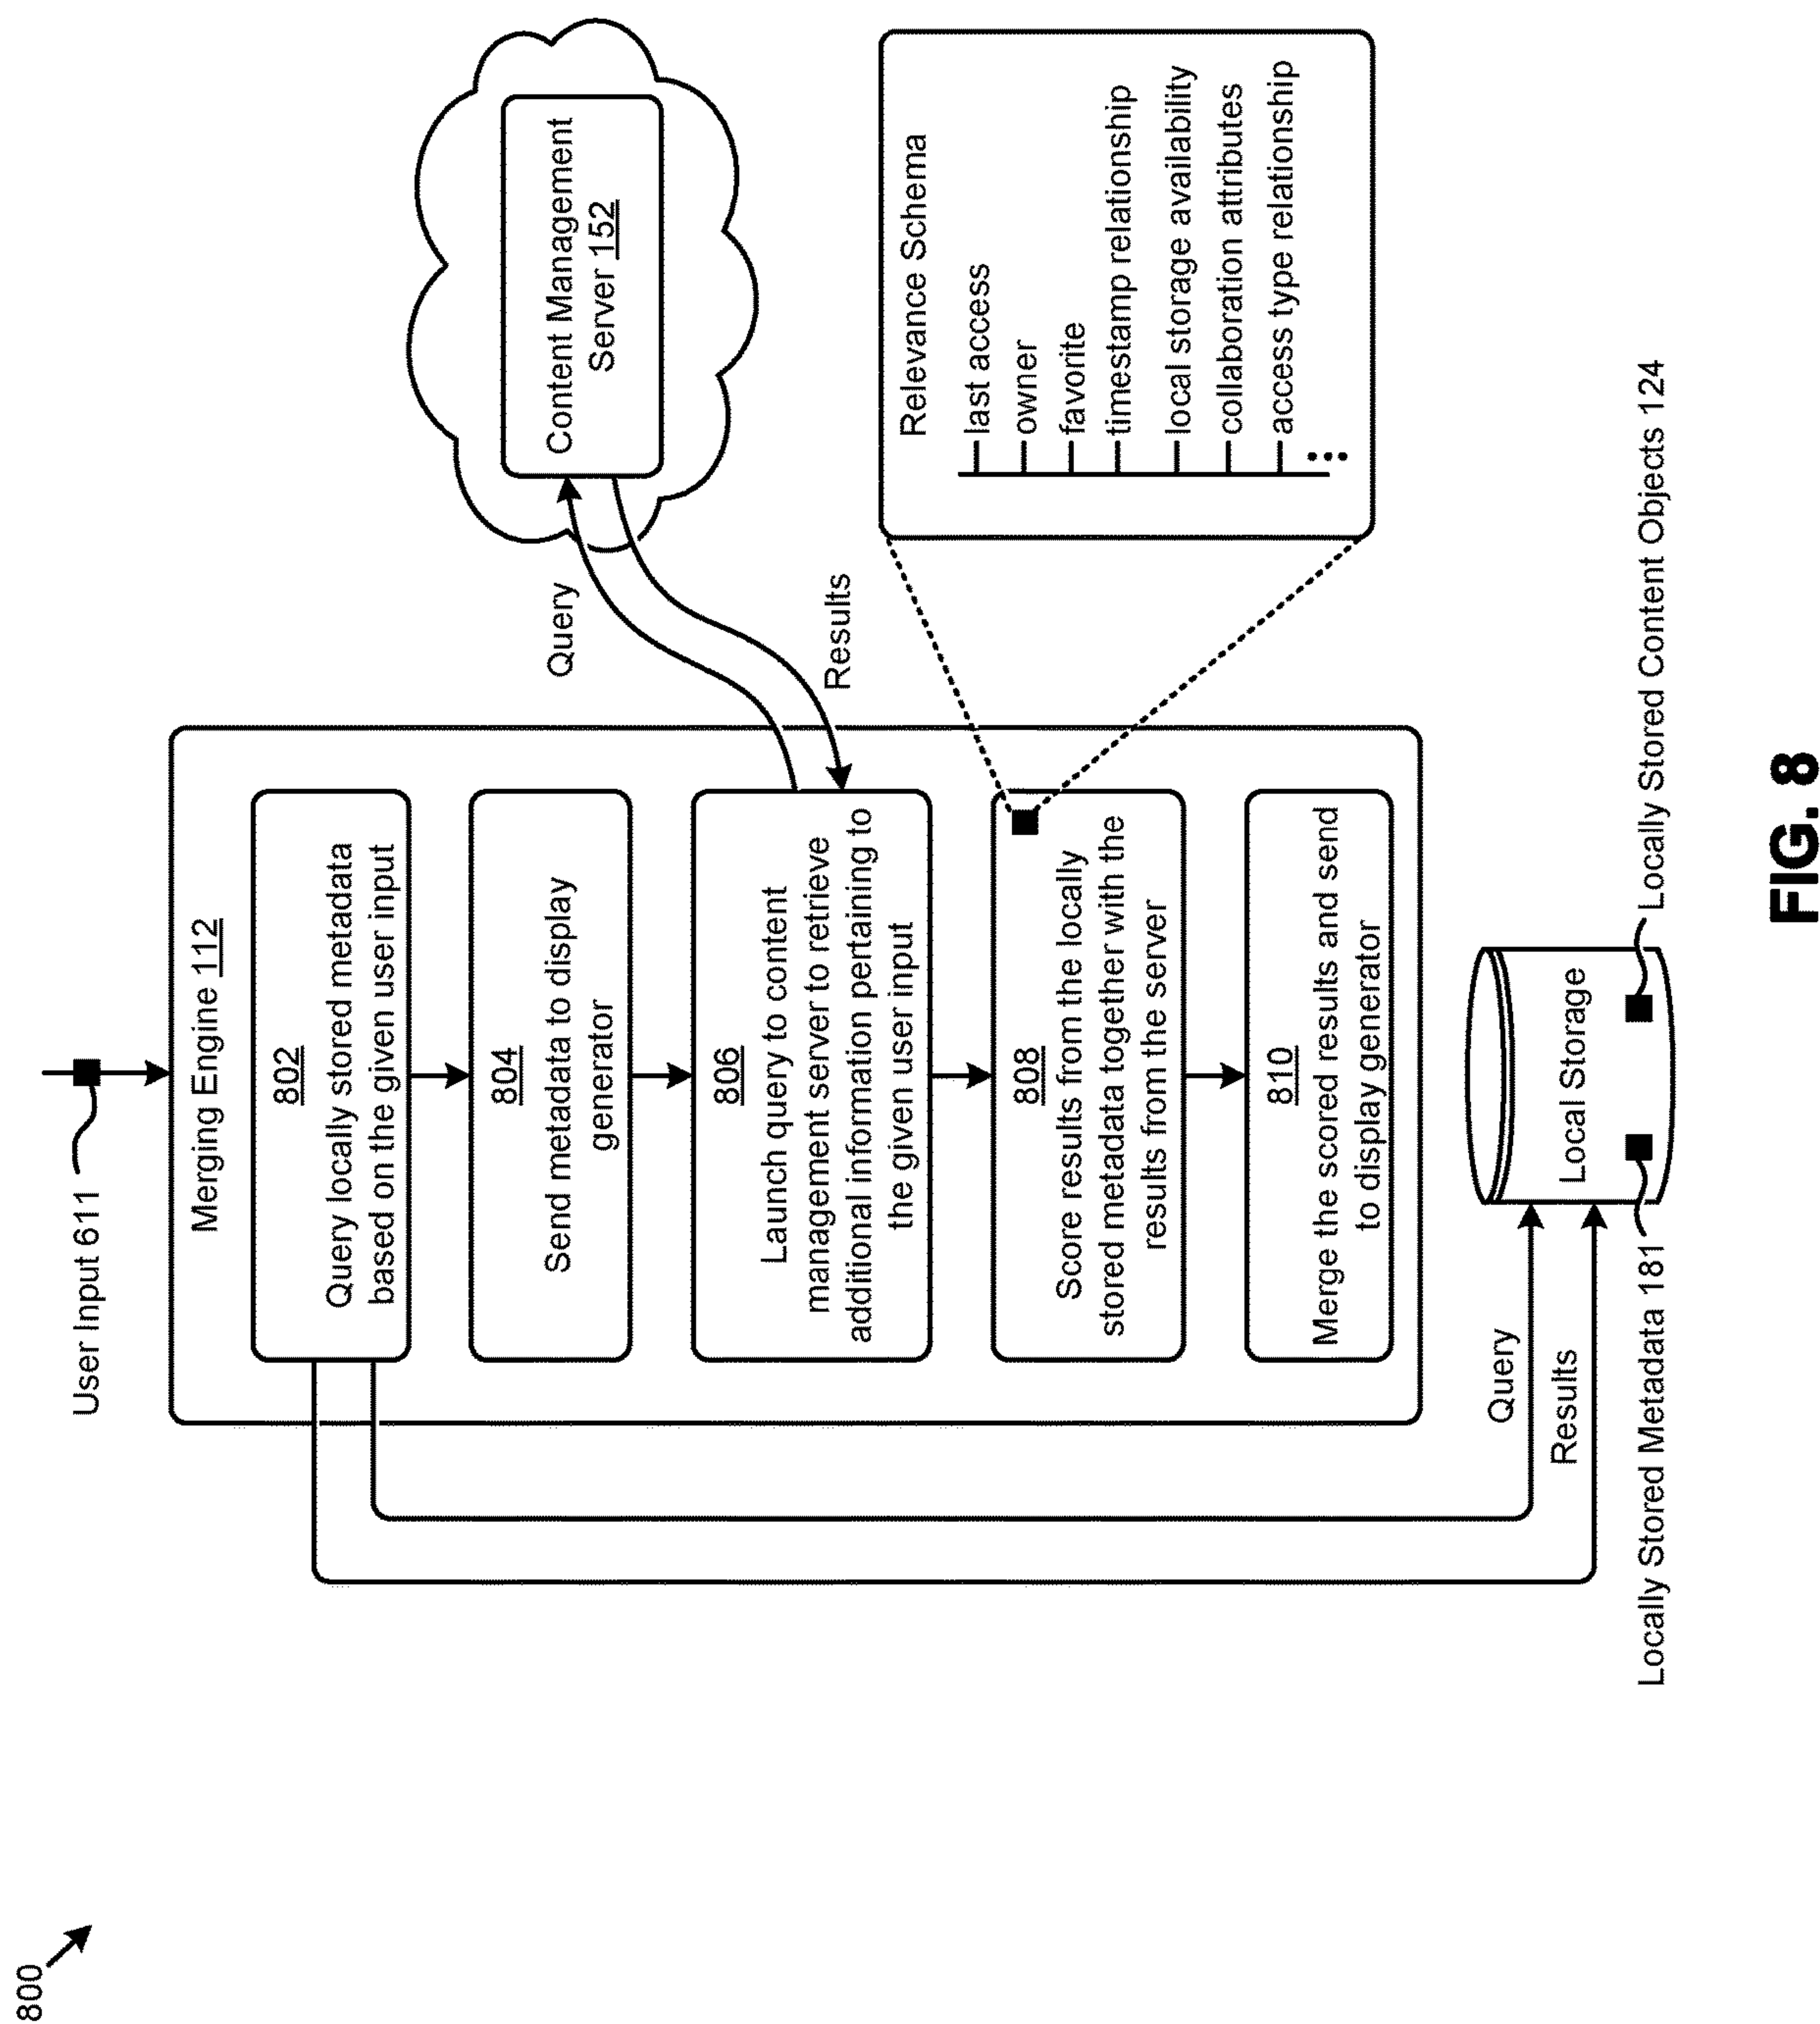 800
User Input 611
Merging Engine 112
802
Query locally stored metadata
based on the given user input
804
Send metadata to display
generator
806
Launch query to content
management server to retrieve
additional information pertaining to
the given user input
808
Score results from the locally
stored metadata together with the
results from the server
810
Merge the scored results and send
to display generator
Query
Results
Content Management
Server 152
Relevance Schema
last access
owner
favorite
timestamp relationship
local storage availability
collaboration attributes
access type relationship
Query
Results
Local Storage
Locally Stored Metadata 181
Locally Stored Content Objects 124
FIG. 8